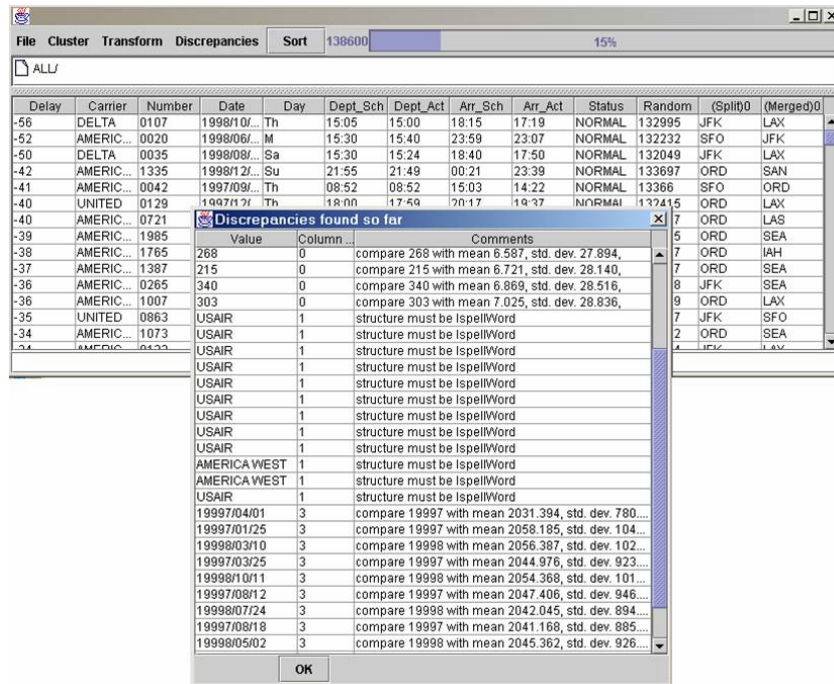 File Cluster Transform Discrepancies Sort 138600 15%
ALL/
Delay Carrier Number Date Day Dept_Sch Dept_Act Arr_Sch Arr_Act Status Random (Split)0 (Merged)0
-56 DELTA 0107 1998/10/... Th 15:05 15:00 18:15 17:19 NORMAL 132995 JFK LAX
-52 AMERIC... 0020 1998/06/... M 15:30 15:40 23:59 23:07 NORMAL 132232 SFO JFK
-50 DELTA 0035 1998/08/... Sa 15:30 15:24 18:40 17:50 NORMAL 132049 JFK LAX
-42 AMERIC... 1335 1998/12/... Su 21:55 21:49 00:21 23:39 NORMAL 133697 ORD SAN
-41 AMERIC... 0042 1997/09/... Th 08:52 08:52 15:03 14:22 NORMAL 13366 SFO ORD
-40 UNITED 0129 1997/12/... Th 18:00 17:59 20:17 19:37 NORMAL 132415 ORD LAX
-40 AMERIC... 0721 7 ORD LAS
-39 AMERIC... 1985 5 ORD SEA
-38 AMERIC... 1765 7 ORD IAH
-37 AMERIC... 1387 7 ORD SEA
-36 AMERIC... 0265 8 JFK SEA
-36 AMERIC... 1007 9 ORD LAX
-35 UNITED 0863 7 JFK SFO
-34 AMERIC... 1073 2 ORD SEA
Discrepancies found so far
Value Column ... Comments
268 0 compare 268 with mean 6.587, std. dev. 27.894,
215 0 compare 215 with mean 6.721, std. dev. 28.140,
340 0 compare 340 with mean 6.869, std. dev. 28.516,
303 0 compare 303 with mean 7.025, std. dev. 28.836,
USAIR 1 structure must be IspellWord
USAIR 1 structure must be IspellWord
USAIR 1 structure must be IspellWord
USAIR 1 structure must be IspellWord
USAIR 1 structure must be IspellWord
USAIR 1 structure must be IspellWord
USAIR 1 structure must be IspellWord
USAIR 1 structure must be IspellWord
USAIR 1 structure must be IspellWord
AMERICA WEST 1 structure must be IspellWord
AMERICA WEST 1 structure must be IspellWord
USAIR 1 structure must be IspellWord
19997/04/01 3 compare 19997 with mean 2031.394, std. dev. 780....
19997/01/25 3 compare 19997 with mean 2058.185, std. dev. 104...
19998/03/10 3 compare 19998 with mean 2056.387, std. dev. 102...
19997/03/25 3 compare 19997 with mean 2044.976, std. dev. 923....
19998/10/11 3 compare 19998 with mean 2054.368, std. dev. 101...
19997/08/12 3 compare 19997 with mean 2047.406, std. dev. 946....
19998/07/24 3 compare 19998 with mean 2042.045, std. dev. 894....
19997/08/18 3 compare 19997 with mean 2041.168, std. dev. 885....
19998/05/02 3 compare 19998 with mean 2045.362, std. dev. 926....
OK